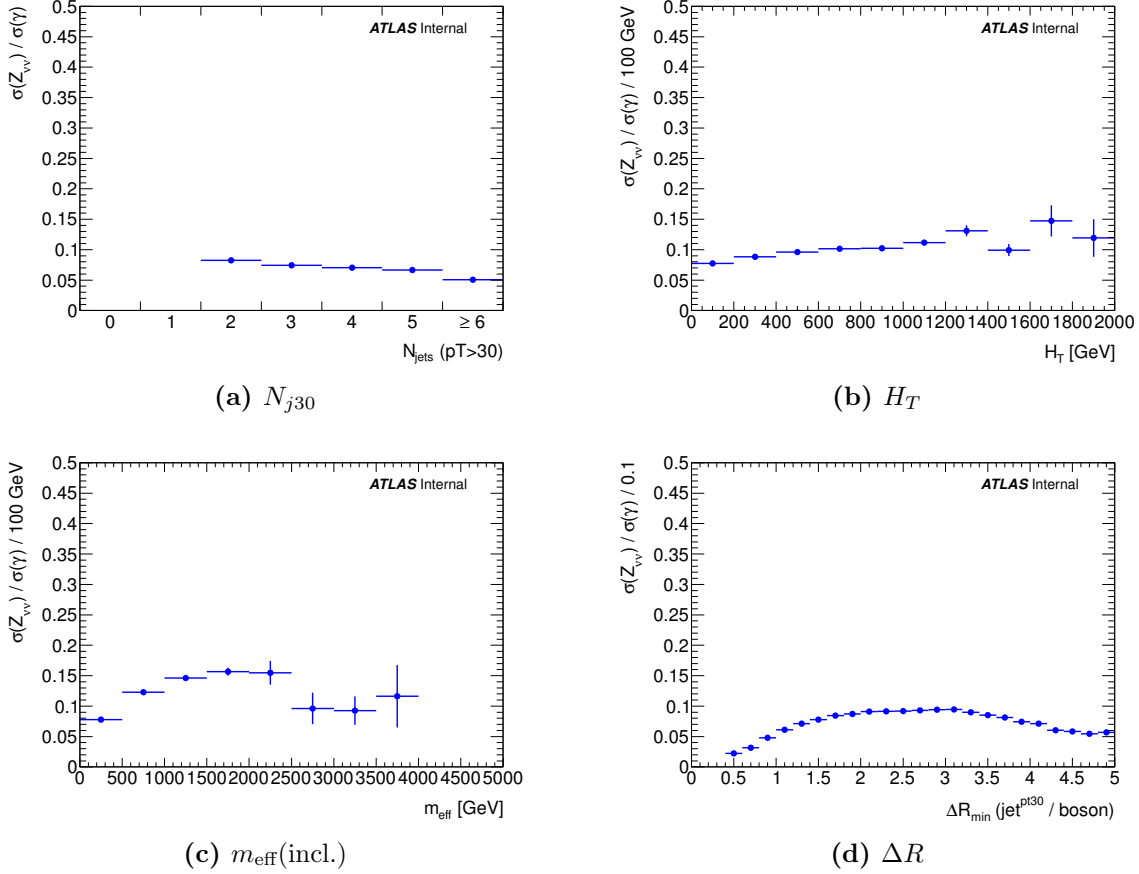 ATLAS Internal
σ(Z_νν) / σ(γ)
0.5
0.45
0.4
0.35
0.3
0.25
0.2
0.15
0.1
0.05
0
0 1 2 3 4 5 ≥ 6
N_jets (pT>30)
(a) N_j30
ATLAS Internal
σ(Z_νν) / σ(γ) / 100 GeV
0.5
0.45
0.4
0.35
0.3
0.25
0.2
0.15
0.1
0.05
0
0 200 400 600 800 1000 1200 1400 1600 1800 2000
H_T [GeV]
(b) H_T
ATLAS Internal
σ(Z_νν) / σ(γ) / 100 GeV
0.5
0.45
0.4
0.35
0.3
0.25
0.2
0.15
0.1
0.05
0
0 500 1000 1500 2000 2500 3000 3500 4000 4500 5000
m_eff [GeV]
(c) m_eff(incl.)
ATLAS Internal
σ(Z_νν) / σ(γ) / 0.1
0.5
0.45
0.4
0.35
0.3
0.25
0.2
0.15
0.1
0.05
0
0 0.5 1 1.5 2 2.5 3 3.5 4 4.5 5
ΔR_min (jet^pt30 / boson)
(d) ΔR